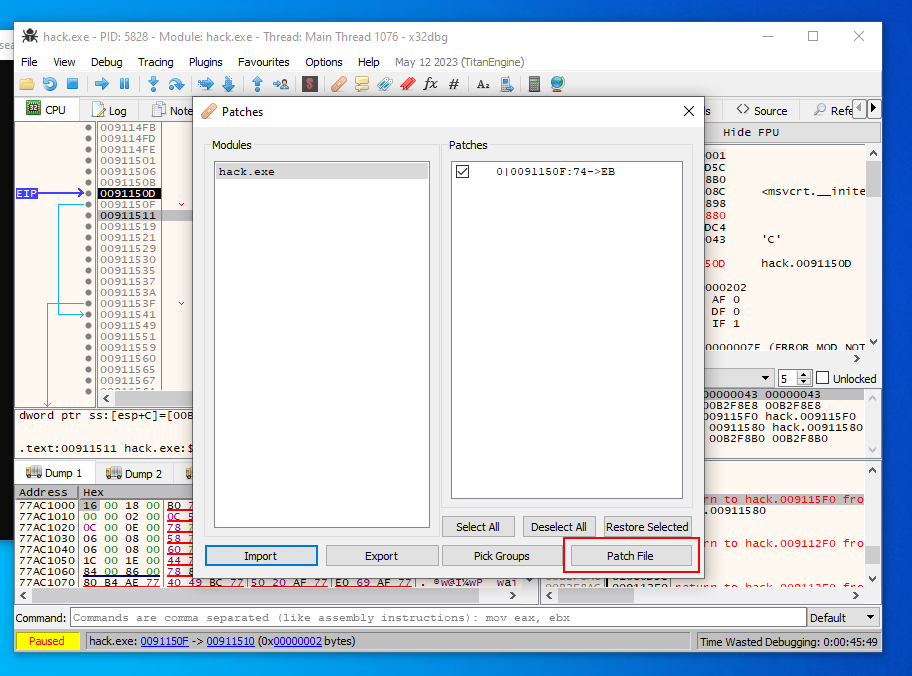 hack.exe - PID: 5828 - Module: hack.exe - Thread: Main Thread 1076 - x32dbg
File View Debug Tracing Plugins Favourites Options Help May 12 2023 (TitanEngine)
CPU Log Note Source Refe
Patches
Hide FPU
Modules
hack.exe
Patches
0|0091150F:74->EB
Select All Deselect All Restore Selected
Import Export Pick Groups Patch File
009114FB
009114FD
009114FE
00911501
00911506
0091150B
EIP 0091150D
0091150F
00911511
00911519
00911521
00911529
00911530
00911535
00911537
0091153A
0091153F
00911541
00911549
00911550
00911559
00911560
00911565
00911567
001
D5C
8B0
08C <msvcrt.__inite
898
880
DC4
043 'C'
50D hack.0091150D
000202
AF 0
DF 0
IF 1
(ERROR_MOD_NOT
5 Unlocked
00000043 00000043
00B2F8E8 00B2F8E8
009115F0 hack.009115F0
00911580 hack.00911580
00B2F8B0 00B2F8B0
dword ptr ss:[esp+C]=[00B
.text:00911511 hack.exe:$
Dump 1 Dump 2
Address Hex
77AC1000 16 00 18 00 B0 7
77AC1010 00 00 02 00 0C 5
77AC1020 0C 00 0E 00 78 7
77AC1030 06 00 08 00 58 7
77AC1040 06 00 08 00 60 7
77AC1050 1C 00 1E 00 44 7
77AC1060 84 00 86 00 78 8
77AC1070 80 B4 AE 77 40 49 BC 77 50 20 AF 77 E0 69 AF 77
rn to hack.009115F0 fro
.00911580
rn to hack.009112F0 fro
return to hack
Command: Commands are comma separated (like assembly instructions): mov eax, ebx Default
Paused hack.exe: 0091150F -> 00911510 (0x00000002 bytes) Time Wasted Debugging: 0:00:45:49